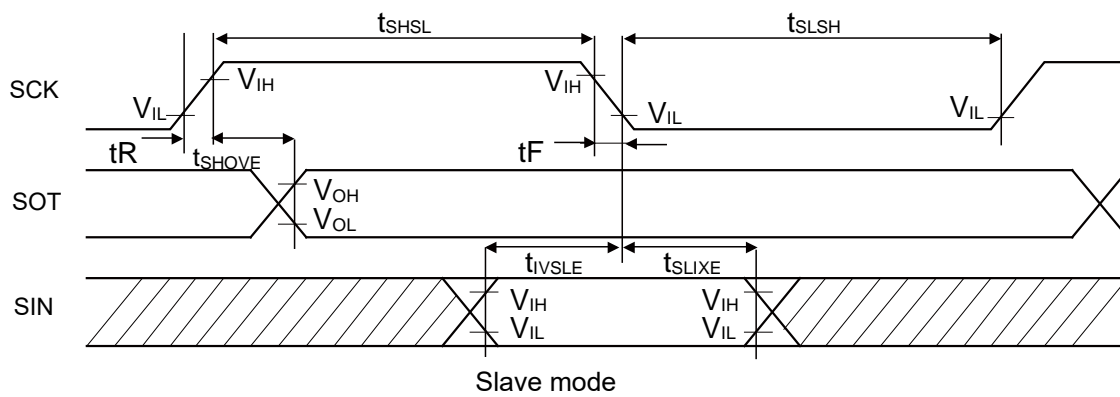 tSHSL
tSLSH
SCK
VIH
VIH
VIL
VIL
VIL
tR
tSHOVE
tF
SOT
VOH
VOL
tIVSLE
tSLIXE
SIN
VIH
VIH
VIL
VIL
Slave mode